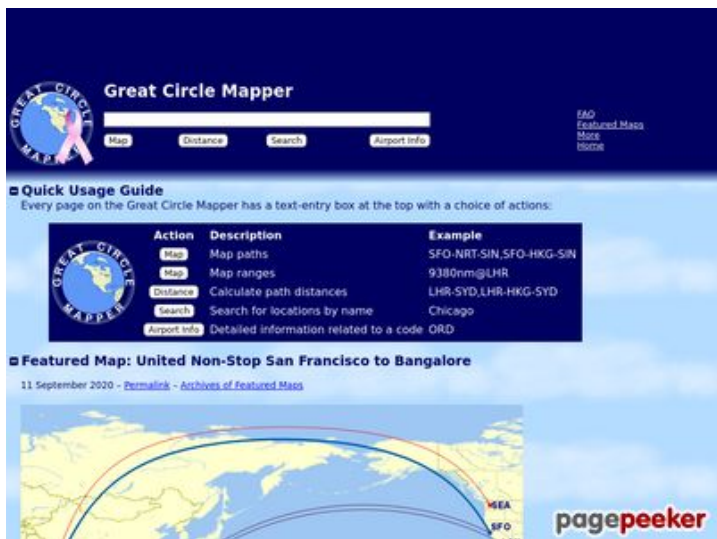 GREAT CIRCLE MAPPER
Great Circle Mapper
Map Distance Search Airport Info
FAQ
Featured Maps
More
Home
Quick Usage Guide
Every page on the Great Circle Mapper has a text-entry box at the top with a choice of actions:
GREAT CIRCLE MAPPER
Action Description Example
Map Map paths SFO-NRT-SIN,SFO-HKG-SIN
Map Map ranges 9380nm@LHR
Distance Calculate path distances LHR-SYD,LHR-HKG-SYD
Search Search for locations by name Chicago
Airport Info Detailed information related to a code ORD
Featured Map: United Non-Stop San Francisco to Bangalore
11 September 2020 – Permalink – Archives of Featured Maps
SEA
SFO
pagepeeker